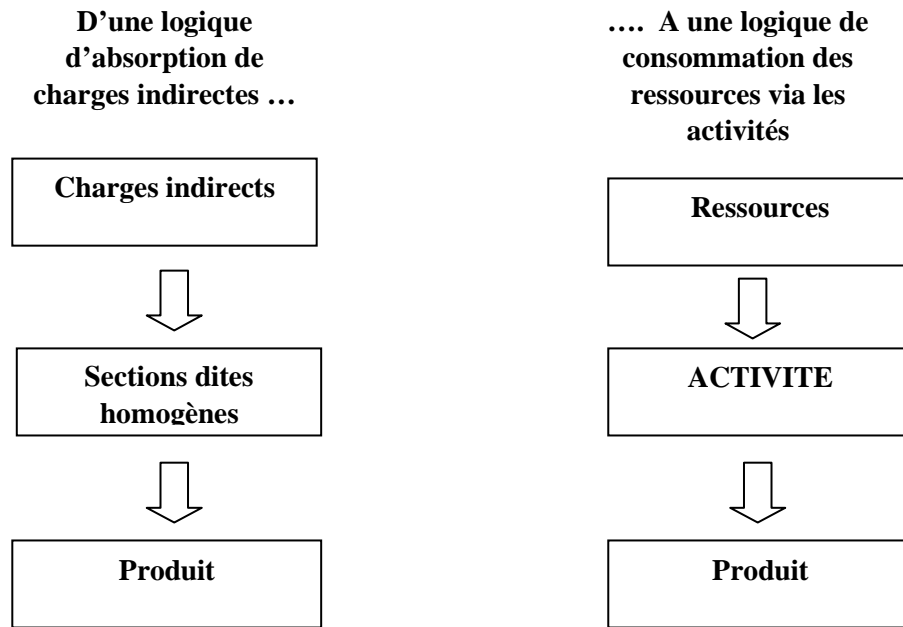 D’une logique
d’absorption de
charges indirectes …
Charges indirects
Sections dites
homogènes
Produit
…. A une logique de
consommation des
ressources via les
activités
Ressources
ACTIVITE
Produit